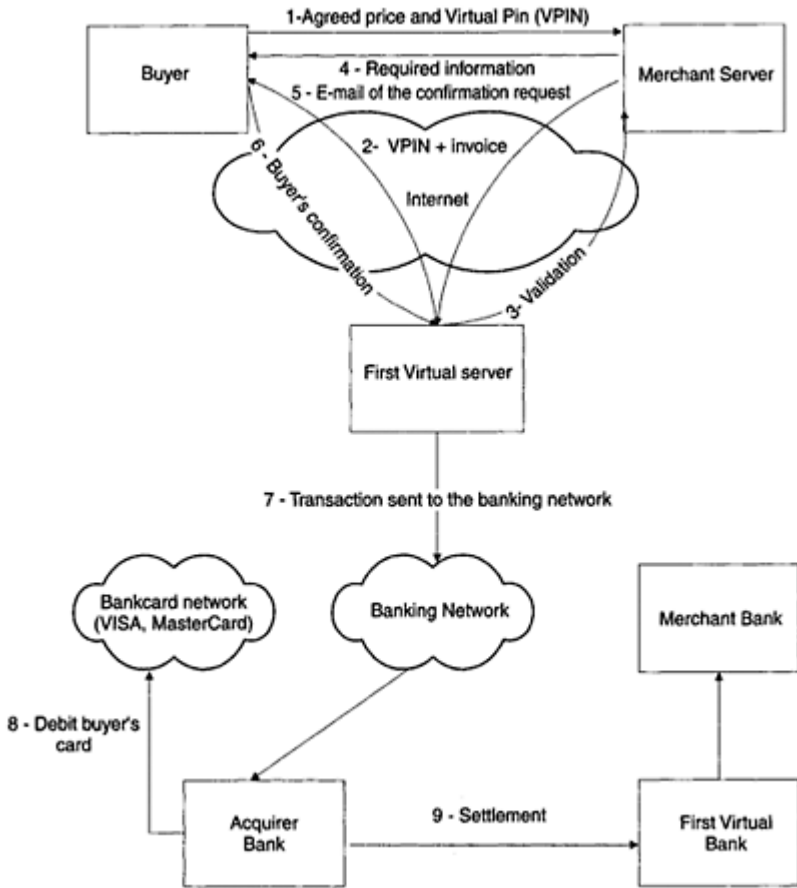 1-Agreed price and Virtual Pin (VPIN)
Buyer
Merchant Server
4 - Required information
5 - E-mail of the confirmation request
2- VPIN + invoice
Internet
6 - Buyer's confirmation
3- Validation
First Virtual server
7 - Transaction sent to the banking network
Bankcard network
(VISA, MasterCard)
Banking Network
Merchant Bank
8 - Debit buyer's
card
Acquirer
Bank
9 - Settlement
First Virtual
Bank